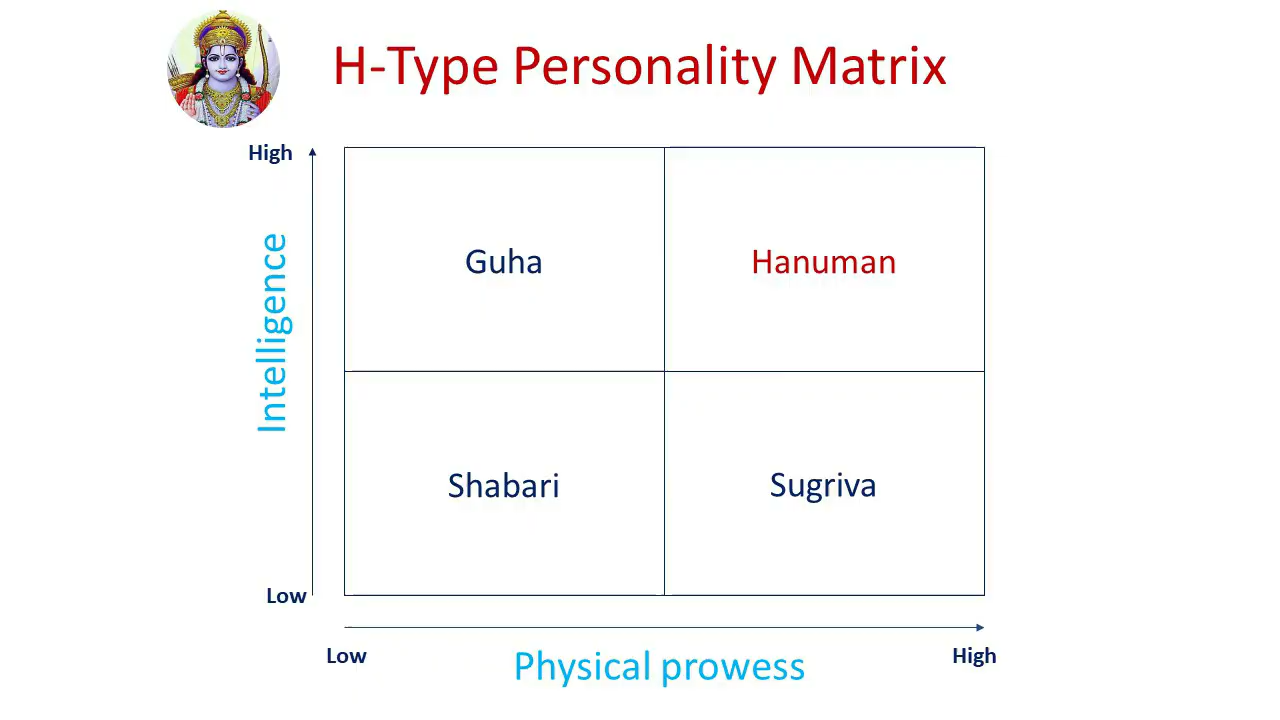 H-Type Personality Matrix
High
Intelligence
Guha
Hanuman
Shabari
Sugriva
Low
Low
High
Physical prowess